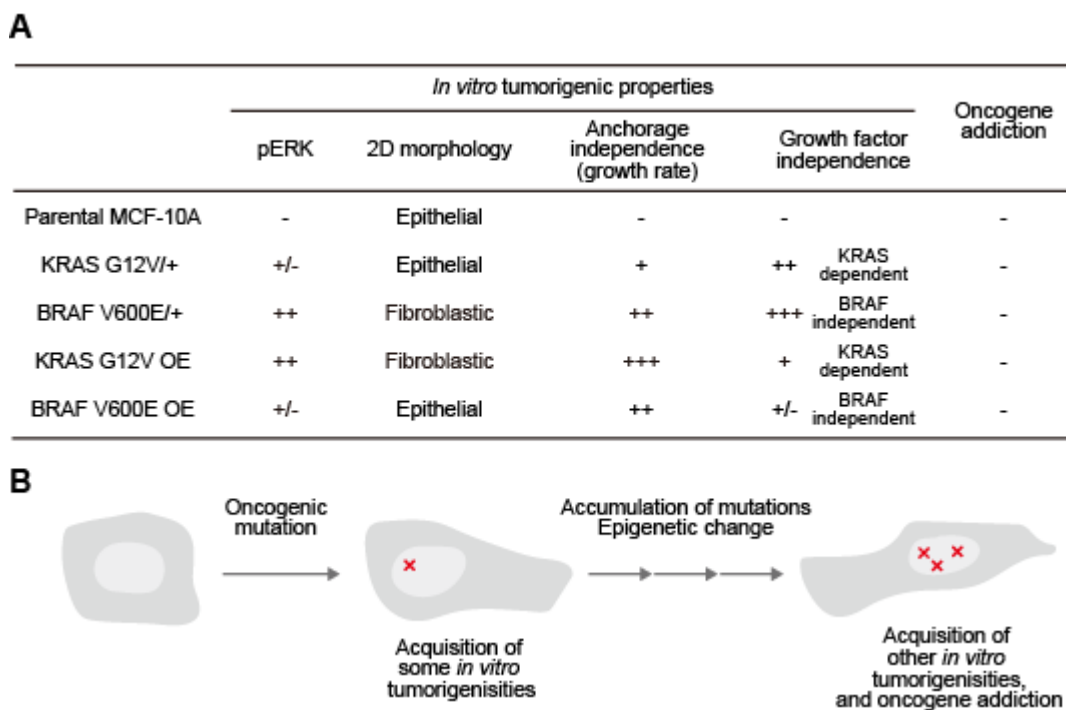 A
In vitro tumorigenic properties
Oncogene
addiction
pERK
2D morphology
Anchorage
independence
(growth rate)
Growth factor
independence
Parental MCF-10A - Epithelial - - -
KRAS G12V/+ +/- Epithelial + ++ KRAS
dependent -
BRAF V600E/+ ++ Fibroblastic ++ +++ BRAF
independent -
KRAS G12V OE ++ Fibroblastic +++ + KRAS
dependent -
BRAF V600E OE +/- Epithelial ++ +/- BRAF
independent -
B
Oncogenic
mutation
Accumulation of mutations
Epigenetic change
Acquisition of
some in vitro
tumorigenisities
Acquisition of
other in vitro
tumorigenisities,
and oncogene addiction